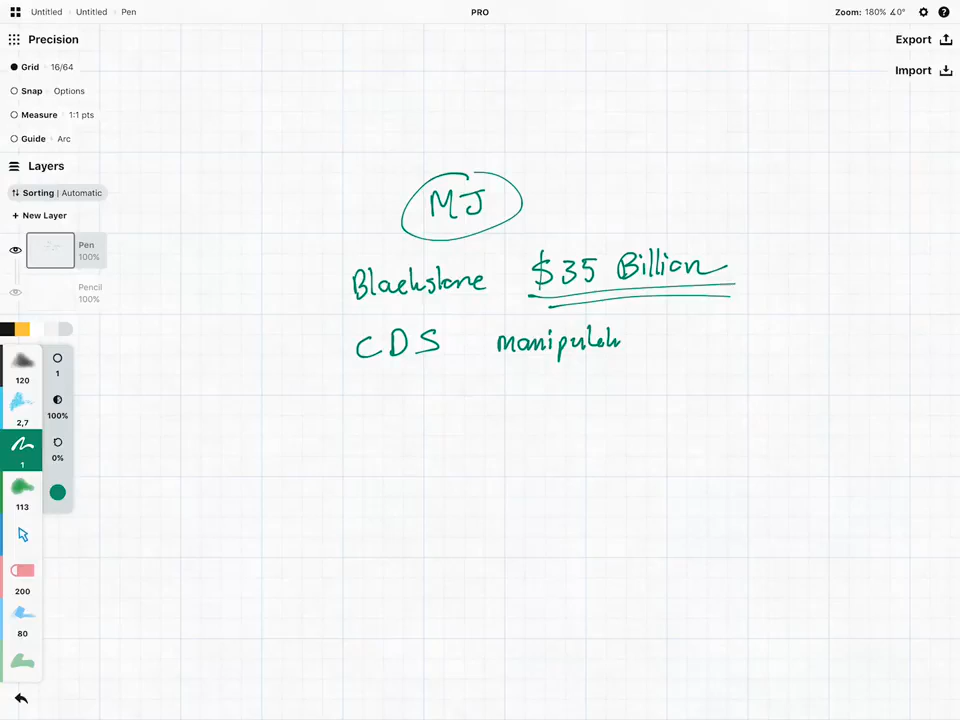 Untitled Untitled Pen PRO Zoom: 180% ∠0°
Precision
Export
Grid 16/64
Import
Snap Options
Measure 1:1 pts
Guide Arc
Layers
Sorting | Automatic
+ New Layer
MJ
Pen
100%
Blackstone $35 Billion
Pencil
100%
CDS
120
1
2,7
100%
1
0%
113
200
80